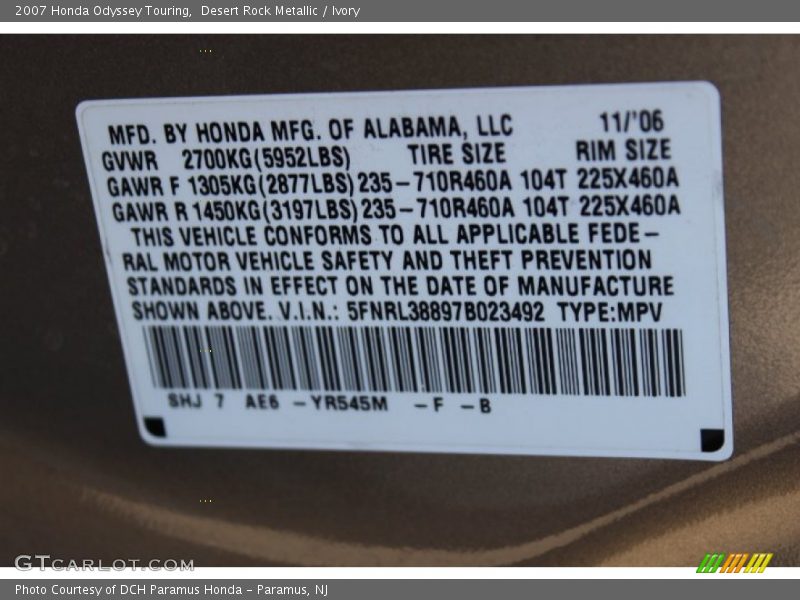 2007 Honda Odyssey Touring,  Desert Rock Metallic / Ivory
MFD. BY HONDA MFG. OF ALABAMA, LLC 11/'06
GVWR 2700KG(5952LBS) TIRE SIZE RIM SIZE
GAWR F 1305KG(2877LBS) 235-710R460A 104T 225X460A
GAWR R 1450KG(3197LBS) 235-710R460A 104T 225X460A
THIS VEHICLE CONFORMS TO ALL APPLICABLE FEDE-
RAL MOTOR VEHICLE SAFETY AND THEFT PREVENTION
STANDARDS IN EFFECT ON THE DATE OF MANUFACTURE
SHOWN ABOVE. V.I.N.: 5FNRL38897B023492 TYPE:MPV
SHJ 7 AE6 -YR545M -F -B
GTCARLOT.COM
Photo Courtesy of DCH Paramus Honda - Paramus, NJ